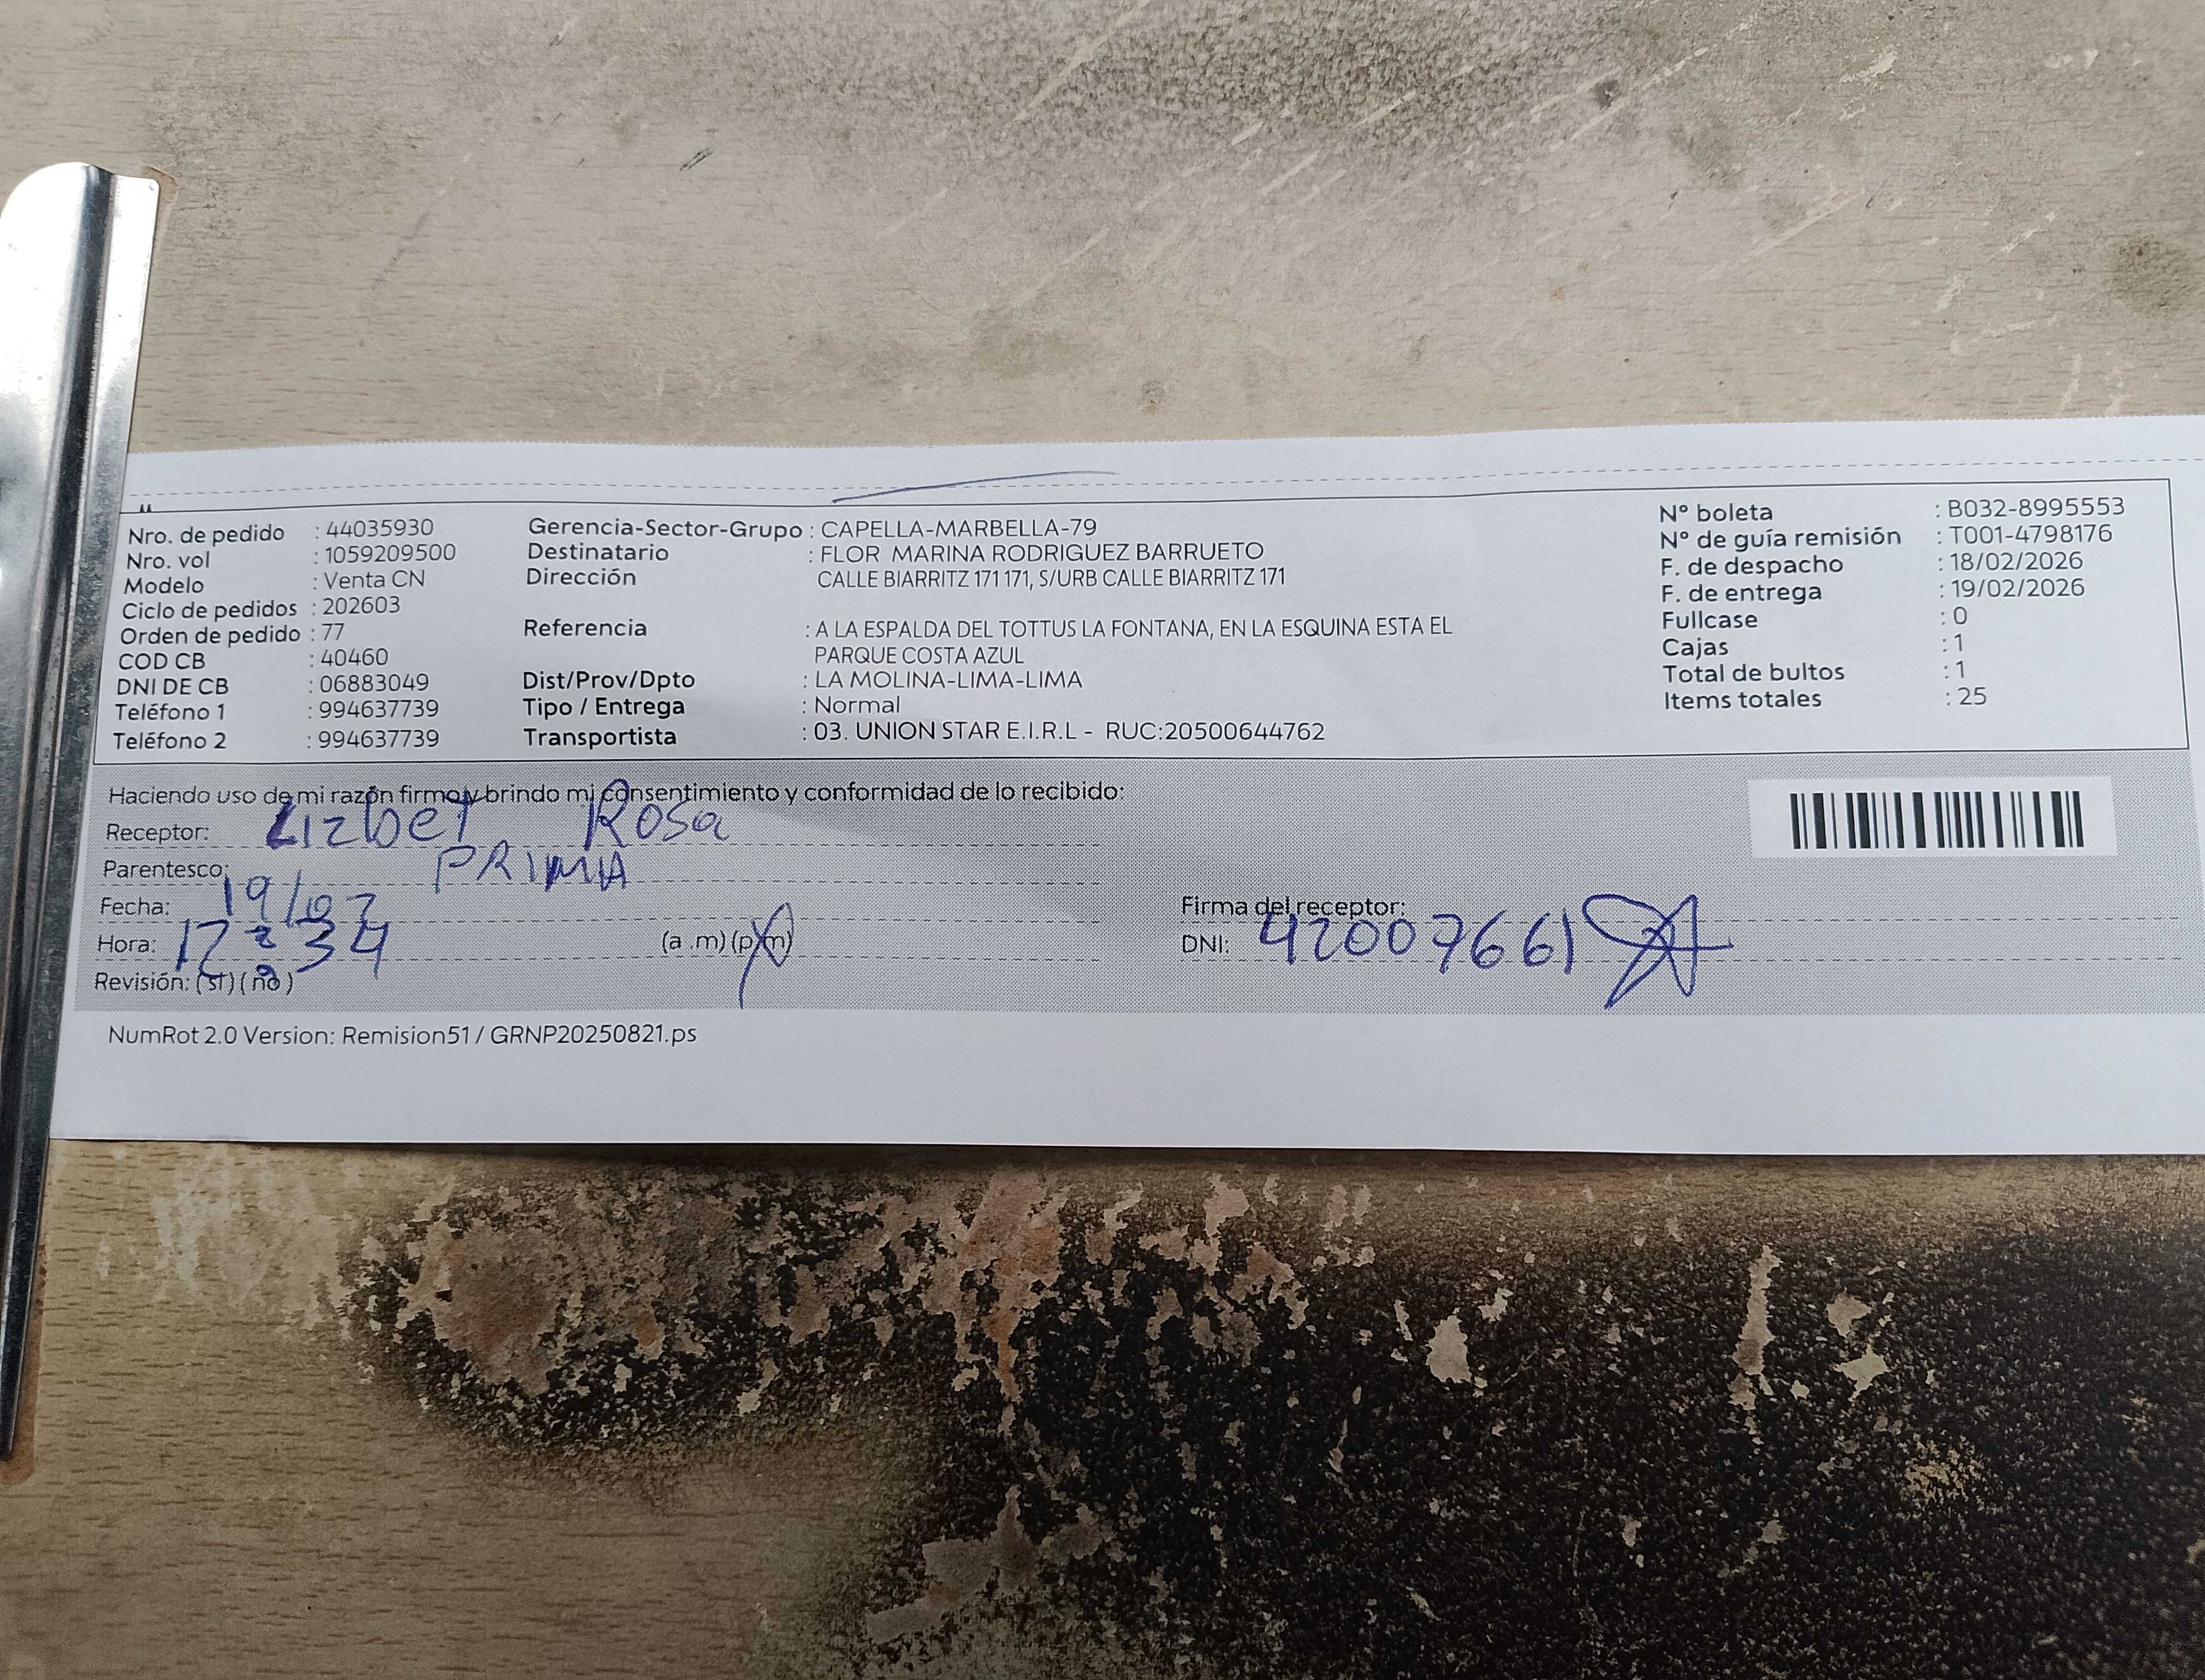 Nro. de pedido : 44035930
Nro. vol : 1059209500
Modelo : Venta CN
Ciclo de pedidos : 202603
Orden de pedido : 77
COD CB : 40460
DNI DE CB : 06883049
Teléfono 1 : 994637739
Teléfono 2 : 994637739
Gerencia-Sector-Grupo : CAPELLA-MARBELLA-79
Destinatario : FLOR MARINA RODRIGUEZ BARRUETO
Dirección CALLE BIARRITZ 171 171, S/URB CALLE BIARRITZ 171
Referencia : A LA ESPALDA DEL TOTTUS LA FONTANA, EN LA ESQUINA ESTA EL
PARQUE COSTA AZUL
Dist/Prov/Dpto : LA MOLINA-LIMA-LIMA
Tipo / Entrega : Normal
Transportista : 03. UNION STAR E.I.R.L - RUC:20500644762
N° boleta : B032-8995553
N° de guía remisión : T001-4798176
F. de despacho : 18/02/2026
F. de entrega : 19/02/2026
Fullcase : 0
Cajas : 1
Total de bultos : 1
Items totales : 25
Haciendo uso de mi razón firmo y brindo mi consentimiento y conformidad de lo recibido:
Receptor: Lizbet Rosa
Parentesco: PRIMA
Fecha: 19/02
Hora: 12:34 (a .m) (p.m)
Revisión: (si) (no)
Firma del receptor:
DNI: 42007661
NumRot 2.0 Version: Remision51 / GRNP20250821.ps